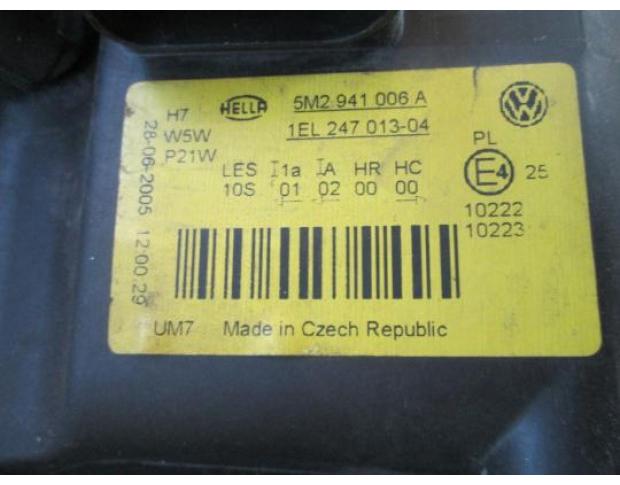 H7
W5W
P21W
HELLA
5M2 941 006 A
1EL 247 013-04
VW
PL
E4 25
10222
10223
LES I1a IA HR HC
10S 01 02 00 00
28-06-2005 12:00:29
UM7 Made in Czech Republic